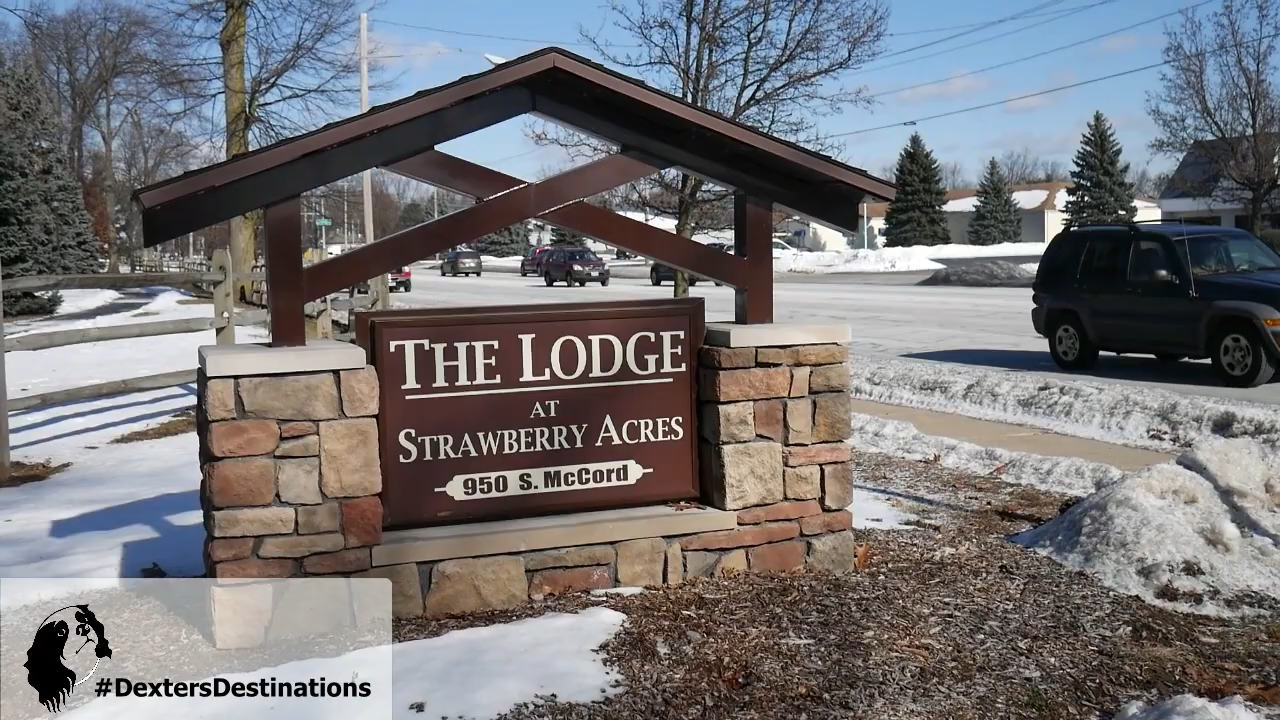 THE LODGE
AT
STRAWBERRY ACRES
950 S. McCord
#DextersDestinations